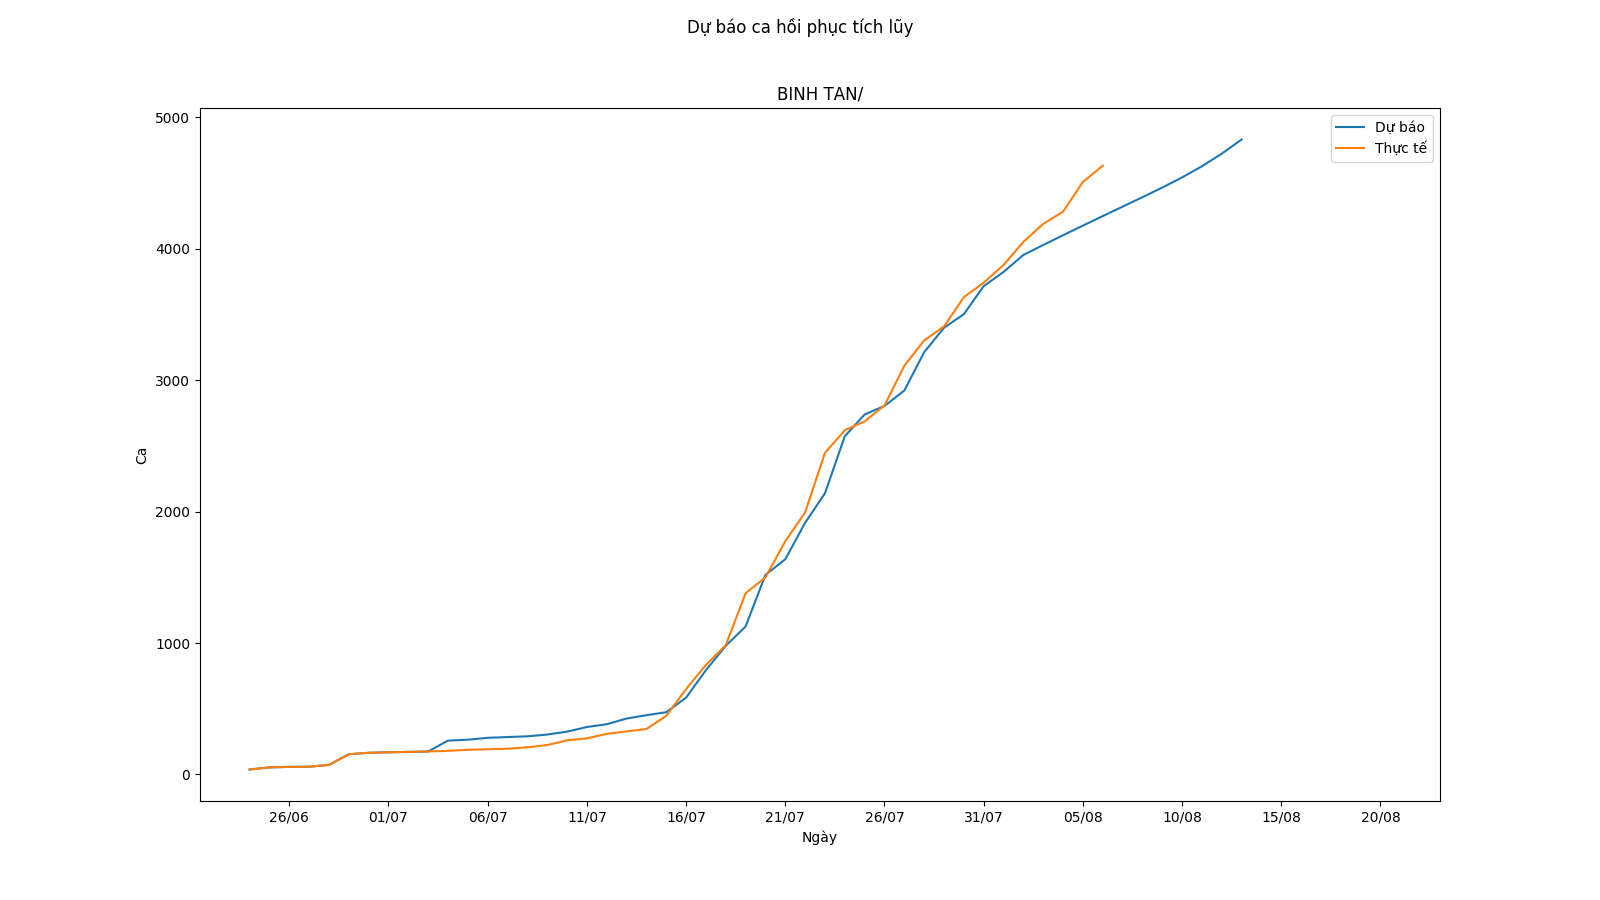 Dự báo ca hồi phục tích lũy
BINH TAN/
Dự báo
Thực tế
5000
4000
3000
2000
1000
0
Ca
26/06 01/07 06/07 11/07 16/07 21/07 26/07 31/07 05/08 10/08 15/08 20/08
Ngày